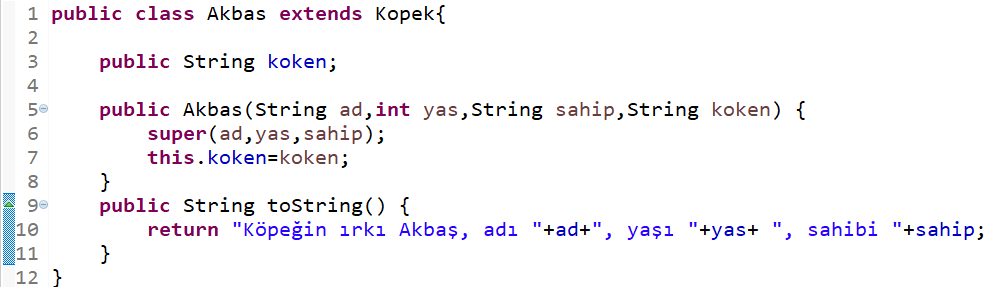 1 public class Akbas extends Kopek{
2
3     public String koken;
4
5     public Akbas(String ad,int yas,String sahip,String koken) {
6         super(ad,yas,sahip);
7         this.koken=koken;
8     }
9     public String toString() {
10         return "Köpeğin ırkı Akbaş, adı "+ad+", yaşı "+yas+ ", sahibi "+sahip;
11     }
12 }